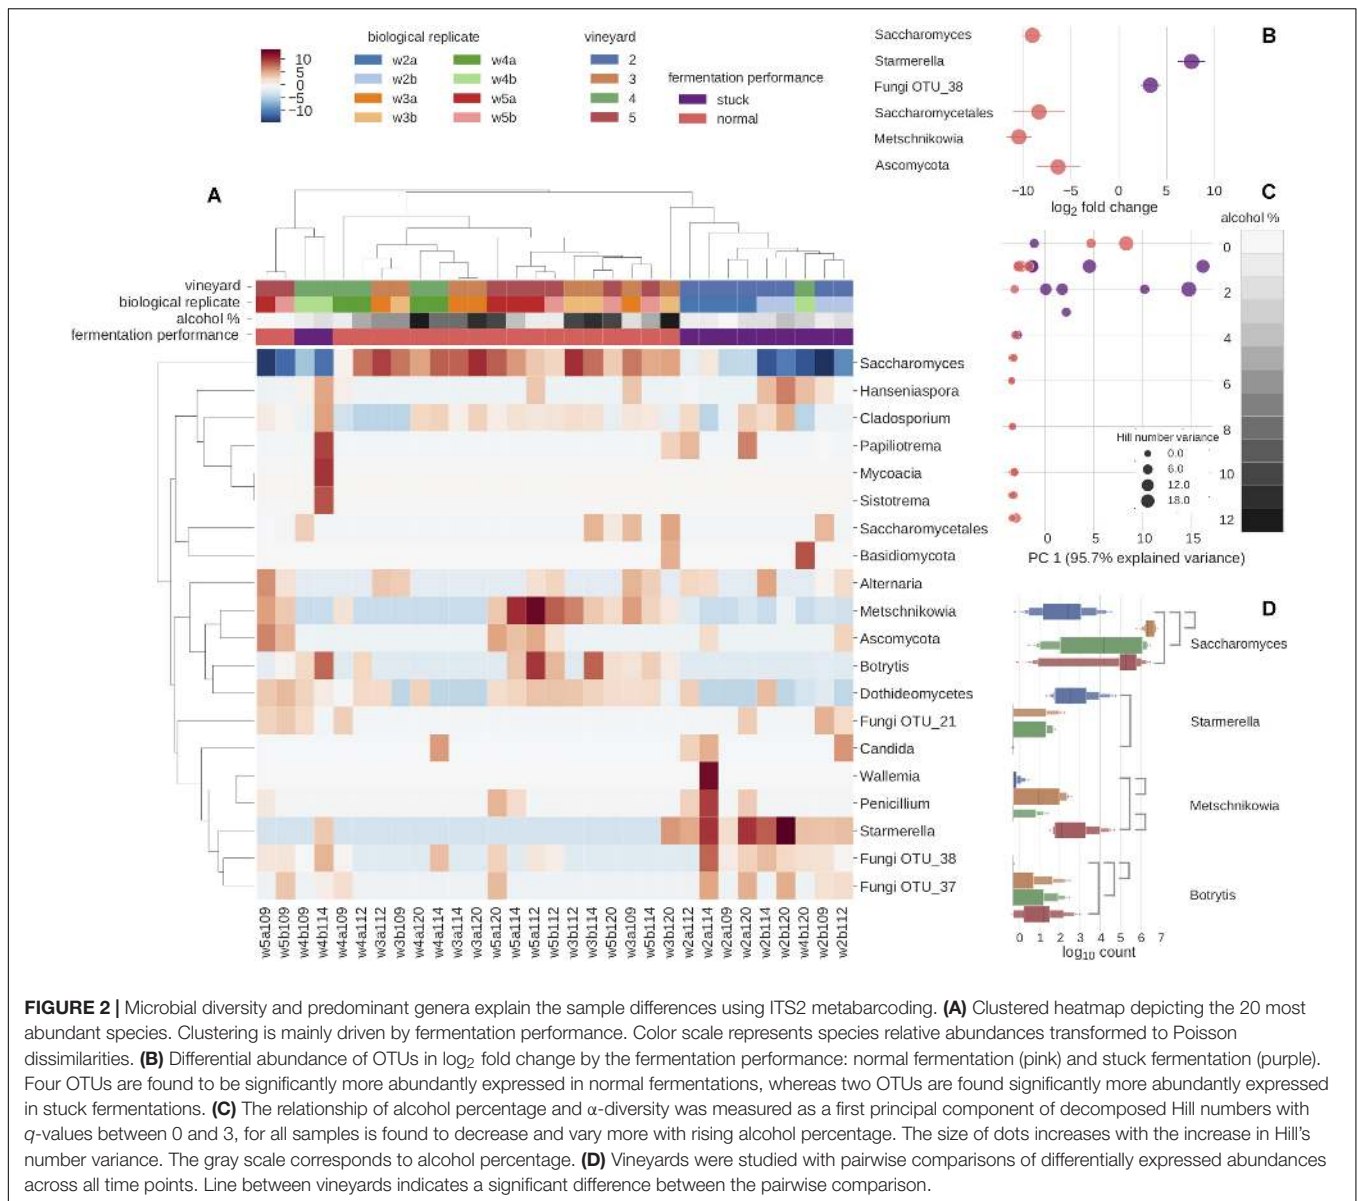 biological replicate
vineyard
10
5
0
−5
−10
w2a
w2b
w3a
w3b
w4a
w4b
w5a
w5b
2
3
4
5
fermentation performance
stuck
normal
B
Saccharomyces
Starmerella
Fungi OTU_38
Saccharomycetales
Metschnikowia
Ascomycota
−10 −5 0 5 10
log2 fold change
A
vineyard
biological replicate
alcohol %
fermentation performance
Saccharomyces
Hanseniaspora
Cladosporium
Papiliotrema
Mycoacia
Sistotrema
Saccharomycetales
Basidiomycota
Alternaria
Metschnikowia
Ascomycota
Botrytis
Dothideomycetes
Fungi OTU_21
Candida
Wallemia
Penicillium
Starmerella
Fungi OTU_38
Fungi OTU_37
w5a109
w5b109
w4b109
w4b114
w4a109
w4a112
w3a112
w3b109
w4a120
w4a114
w3a114
w3a120
w5a120
w5a114
w5a112
w5b112
w3b112
w3b114
w5b120
w3a109
w5b114
w3b120
w2a112
w2a114
w2a109
w2a120
w2b114
w2b120
w4b120
w2b109
w2b112
C
alcohol %
0
2
4
6
8
10
12
Hill number variance
0.0
6.0
12.0
18.0
0 5 10 15
PC 1 (95.7% explained variance)
D
Saccharomyces
Starmerella
Metschnikowia
Botrytis
0 1 2 3 4 5 6 7
log10 count
FIGURE 2 | Microbial diversity and predominant genera explain the sample differences using ITS2 metabarcoding. (A) Clustered heatmap depicting the 20 most
abundant species. Clustering is mainly driven by fermentation performance. Color scale represents species relative abundances transformed to Poisson
dissimilarities. (B) Differential abundance of OTUs in log2 fold change by the fermentation performance: normal fermentation (pink) and stuck fermentation (purple).
Four OTUs are found to be significantly more abundantly expressed in normal fermentations, whereas two OTUs are found significantly more abundantly expressed
in stuck fermentations. (C) The relationship of alcohol percentage and α-diversity was measured as a first principal component of decomposed Hill numbers with
q-values between 0 and 3, for all samples is found to decrease and vary more with rising alcohol percentage. The size of dots increases with the increase in Hill's
number variance. The gray scale corresponds to alcohol percentage. (D) Vineyards were studied with pairwise comparisons of differentially expressed abundances
across all time points. Line between vineyards indicates a significant difference between the pairwise comparison.